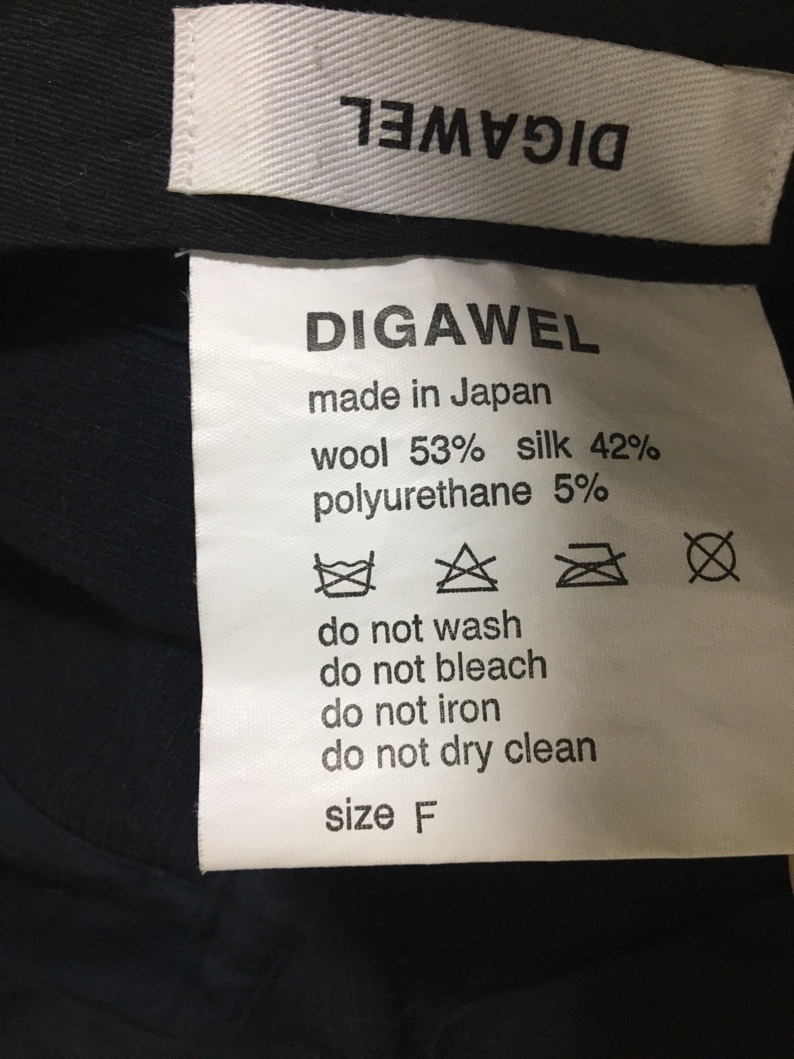 DIGAWEL
DIGAWEL
made in Japan
wool 53% silk 42%
polyurethane 5%
do not wash
do not bleach
do not iron
do not dry clean
size F